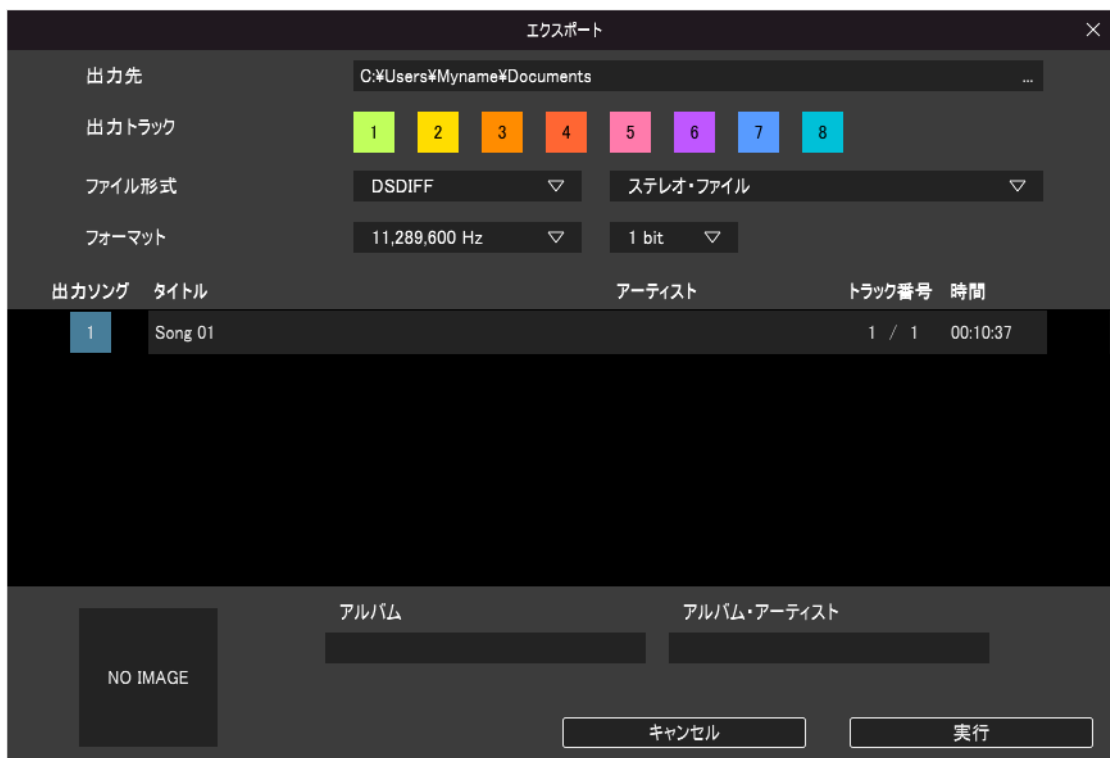 エクスポート
出力先 C:¥Users¥Myname¥Documents ...
出力トラック 1 2 3 4 5 6 7 8
ファイル形式 DSDIFF ステレオ・ファイル
フォーマット 11,289,600 Hz 1 bit
出力ソング タイトル アーティスト トラック番号 時間
1 Song 01 1 / 1 00:10:37
アルバム アルバム・アーティスト
NO IMAGE
キャンセル 実行